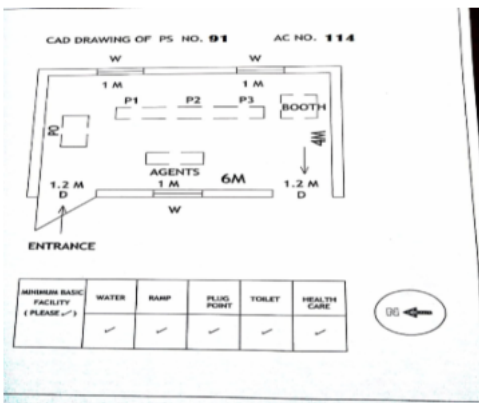 CAD DRAWING OF PS NO. 91 AC NO. 114
W W
1 M 1 M
P1 P2 P3 BOOTH
PO
4M
AGENTS
1.2 M 1 M 6M 1.2 M
D D
W
ENTRANCE
MINIMUM BASIC FACILITY ( PLEASE ✓ ) WATER RAMP PLUG POINT TOILET HEALTH CARE
✓ ✓ ✓ ✓ ✓
N